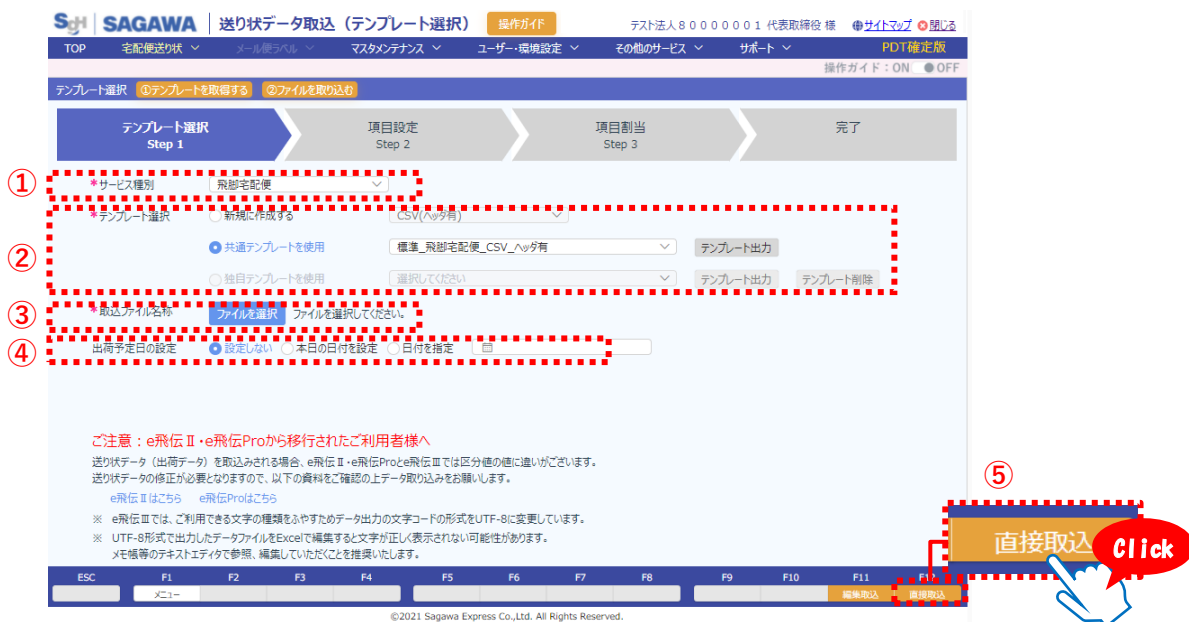 SGH SAGAWA 送り状データ取込（テンプレート選択） 操作ガイド テスト法人８００００００１ 代表取締役 様 サイトマップ 閉じる
TOP 宅配便送り状 メール便ラベル マスタメンテナンス ユーザー・環境設定 その他のサービス サポート PDT確定版
操作ガイド：ON OFF
テンプレート選択 ①テンプレートを取得する ②ファイルを取り込む
テンプレート選択 項目設定 項目割当 完了
Step 1 Step 2 Step 3
① *サービス種別 飛脚宅配便
*テンプレート選択 新規に作成する CSV(ヘッダ有)
② 共通テンプレートを使用 標準_飛脚宅配便_CSV_ヘッダ有 テンプレート出力
独自テンプレートを使用 選択してください テンプレート出力 テンプレート削除
③ *取込ファイル名称 ファイルを選択 ファイルを選択してください。
④ 出荷予定日の設定 設定しない 本日の日付を設定 日付を指定
ご注意：e飛伝Ⅱ・e飛伝Proから移行されたご利用者様へ
送り状データ（出荷データ）を取込みされる場合、e飛伝Ⅱ・e飛伝Proとe飛伝Ⅲでは区分値の値に違いがございます。
送り状データの修正が必要となりますので、以下の資料をご確認の上データ取り込みをお願いします。
e飛伝Ⅱはこちら e飛伝Proはこちら
※ e飛伝Ⅲでは、ご利用できる文字の種類をふやすためデータ出力の文字コードの形式をUTF-8に変更しています。
※ UTF-8形式で出力したデータファイルをExcelで編集すると文字が正しく表示されない可能性があります。
メモ帳等のテキストエディタで参照、編集していただくことを推奨いたします。
⑤
直接取込 Click
ESC F1 F2 F3 F4 F5 F6 F7 F8 F9 F10 F11 F12
メニュー 編集取込 直接取込
©2021 Sagawa Express Co.,Ltd. All Rights Reserved.